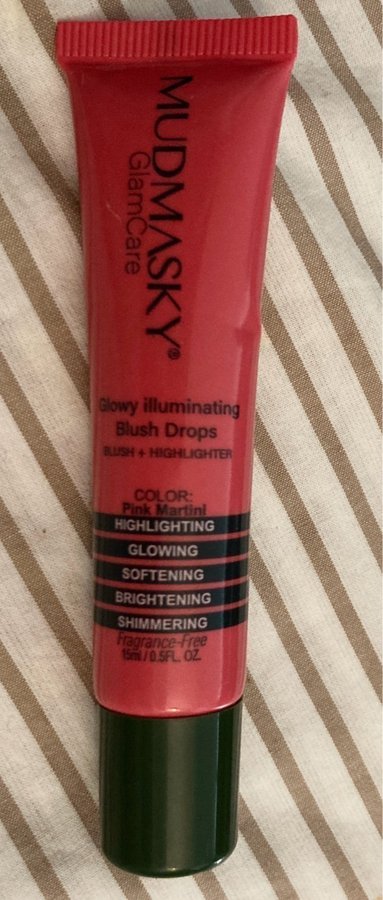 MUDMASKY®
GlamCare
Glowy illuminating
Blush Drops
BLUSH + HIGHLIGHTER
COLOR:
Pink Martini
HIGHLIGHTING
GLOWING
SOFTENING
BRIGHTENING
SHIMMERING
Fragrance-Free
15ml / 0.5FL. OZ.